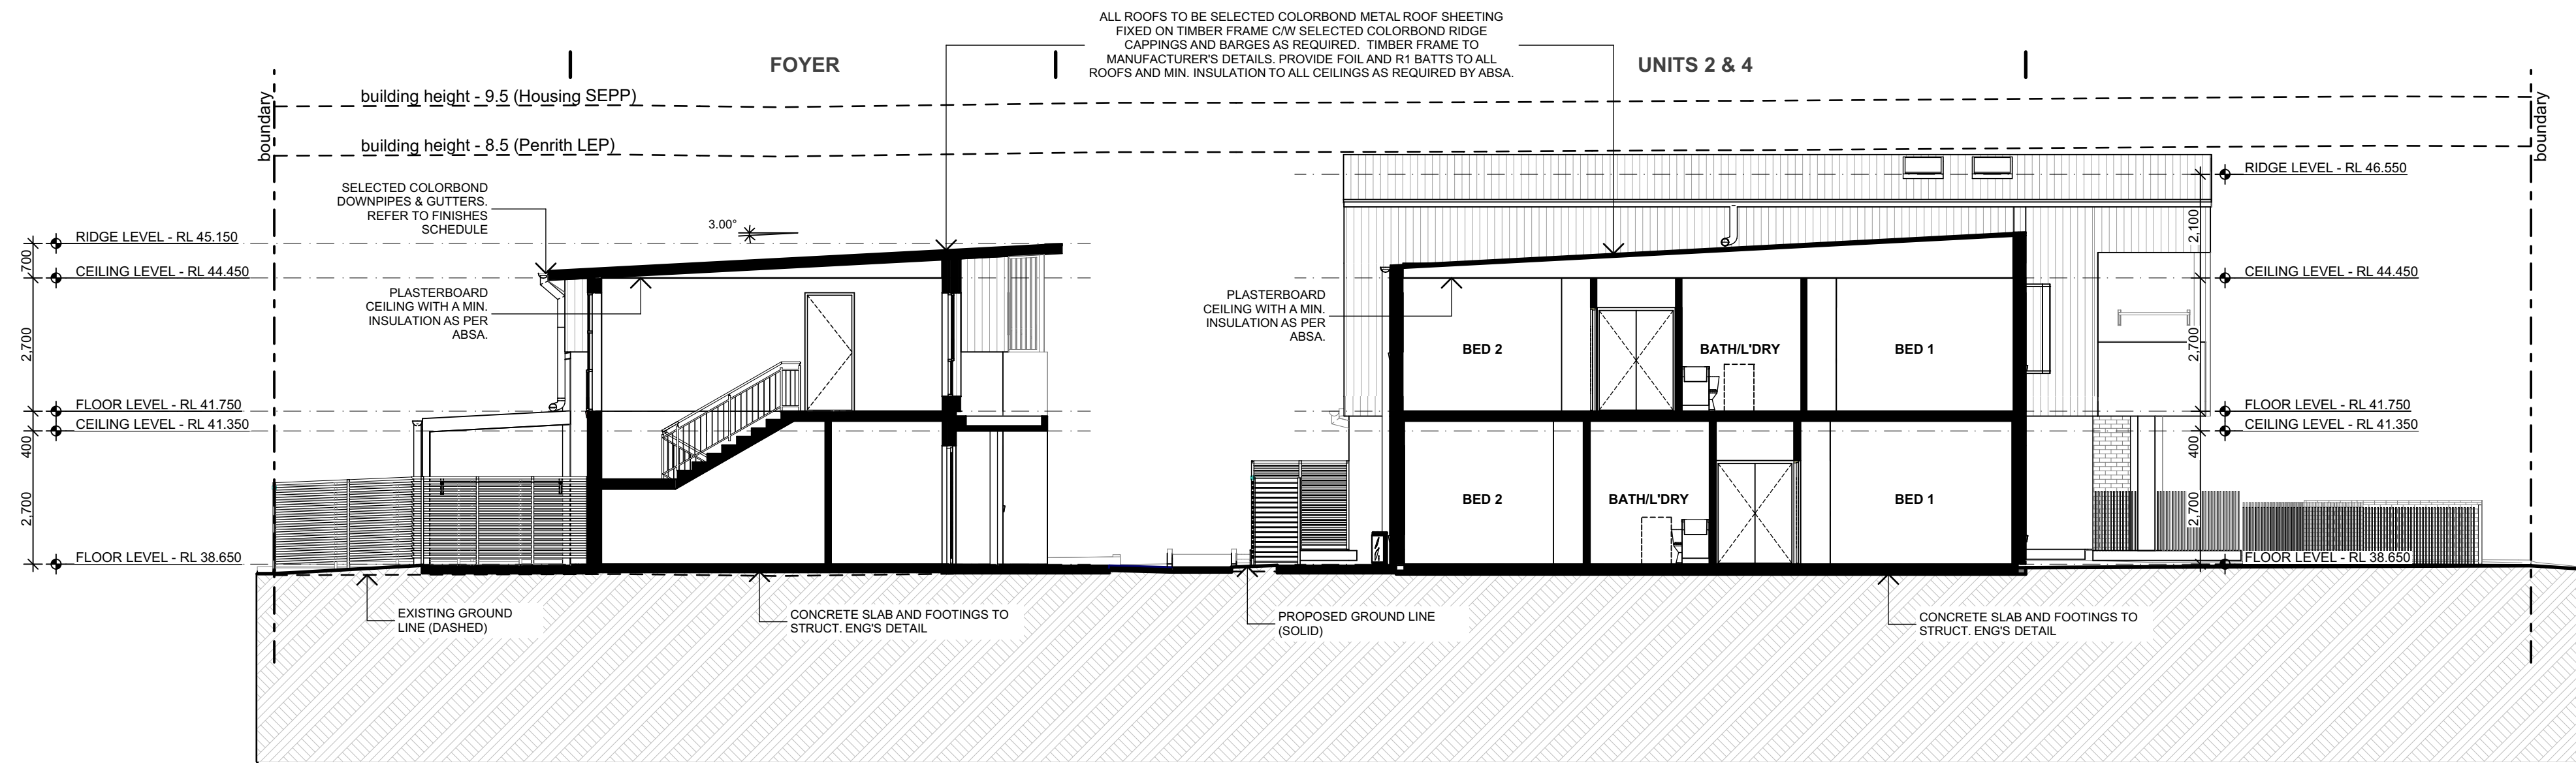 ALL ROOFS TO BE SELECTED COLORBOND METAL ROOF SHEETING
FIXED ON TIMBER FRAME C/W SELECTED COLORBOND RIDGE
CAPPINGS AND BARGES AS REQUIRED. TIMBER FRAME TO
MANUFACTURER'S DETAILS. PROVIDE FOIL AND R1 BATTS TO ALL
ROOFS AND MIN. INSULATION TO ALL CEILINGS AS REQUIRED BY ABSA.
FOYER
UNITS 2 & 4
boundary
building height - 9.5 (Housing SEPP)
building height - 8.5 (Penrith LEP)
boundary
SELECTED COLORBOND
DOWNPIPES & GUTTERS.
REFER TO FINISHES
SCHEDULE
3.00°
RIDGE LEVEL - RL 45.150
700
CEILING LEVEL - RL 44.450
2,700
FLOOR LEVEL - RL 41.750
CEILING LEVEL - RL 41.350
400
2,700
FLOOR LEVEL - RL 38.650
PLASTERBOARD
CEILING WITH A MIN.
INSULATION AS PER
ABSA.
PLASTERBOARD
CEILING WITH A MIN.
INSULATION AS PER
ABSA.
BED 2
BATH/L'DRY
BED 1
BED 2
BATH/L'DRY
BED 1
RIDGE LEVEL - RL 46.550
2,100
CEILING LEVEL - RL 44.450
2,700
FLOOR LEVEL - RL 41.750
CEILING LEVEL - RL 41.350
400
2,700
FLOOR LEVEL - RL 38.650
EXISTING GROUND
LINE (DASHED)
CONCRETE SLAB AND FOOTINGS TO
STRUCT. ENG'S DETAIL
PROPOSED GROUND LINE
(SOLID)
CONCRETE SLAB AND FOOTINGS TO
STRUCT. ENG'S DETAIL